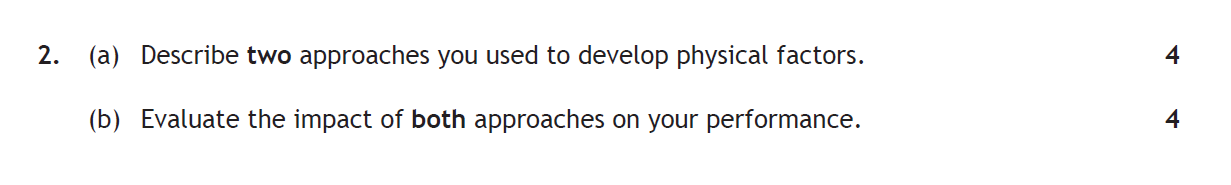 2. (a) Describe two approaches you used to develop physical factors. 4
(b) Evaluate the impact of both approaches on your performance. 4